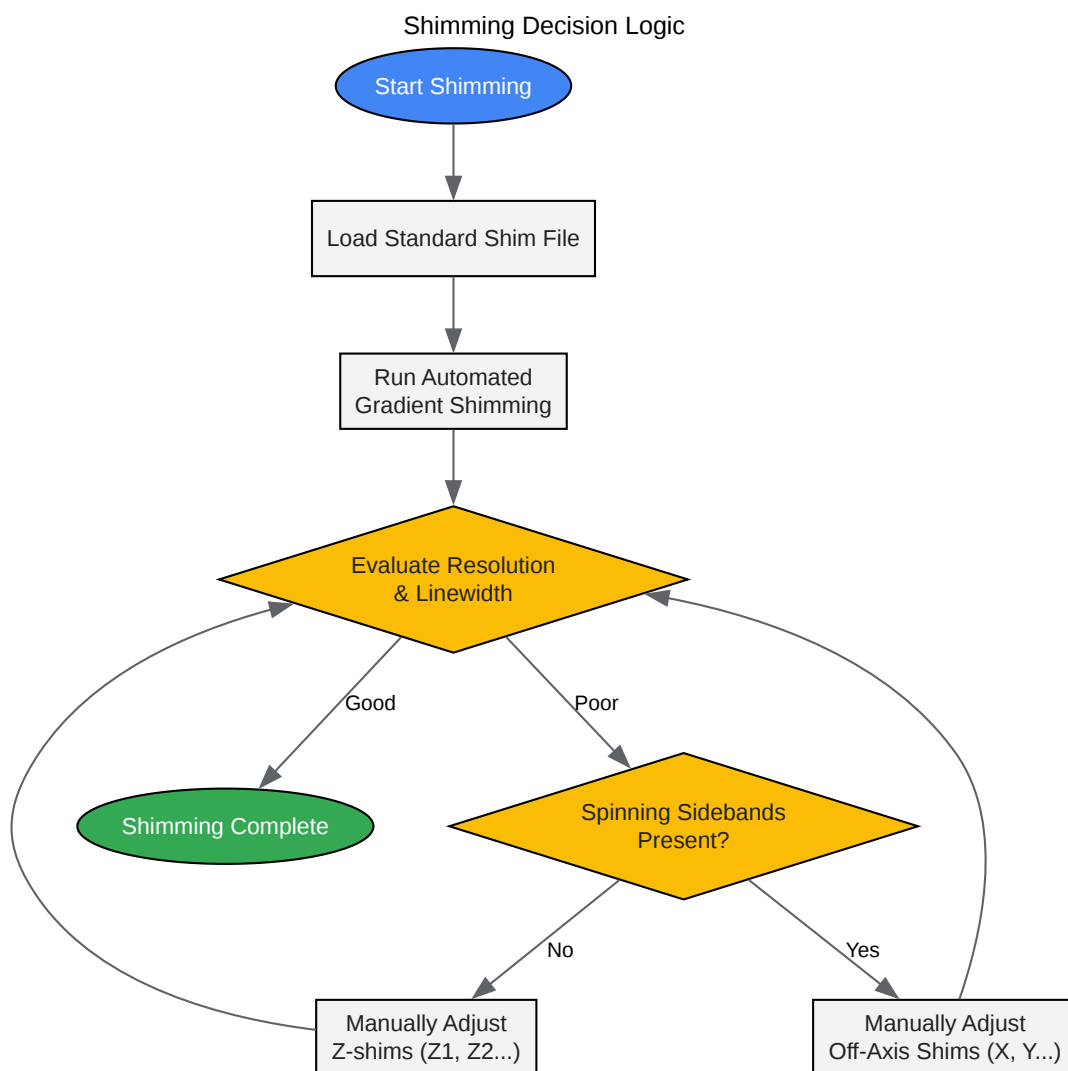 Shimming Decision Logic
Start Shimming
Load Standard Shim File
Run Automated
Gradient Shimming
Evaluate Resolution
& Linewidth
Good
Poor
Shimming Complete
Spinning Sidebands
Present?
No
Yes
Manually Adjust
Z-shims (Z1, Z2...)
Manually Adjust
Off-Axis Shims (X, Y...)